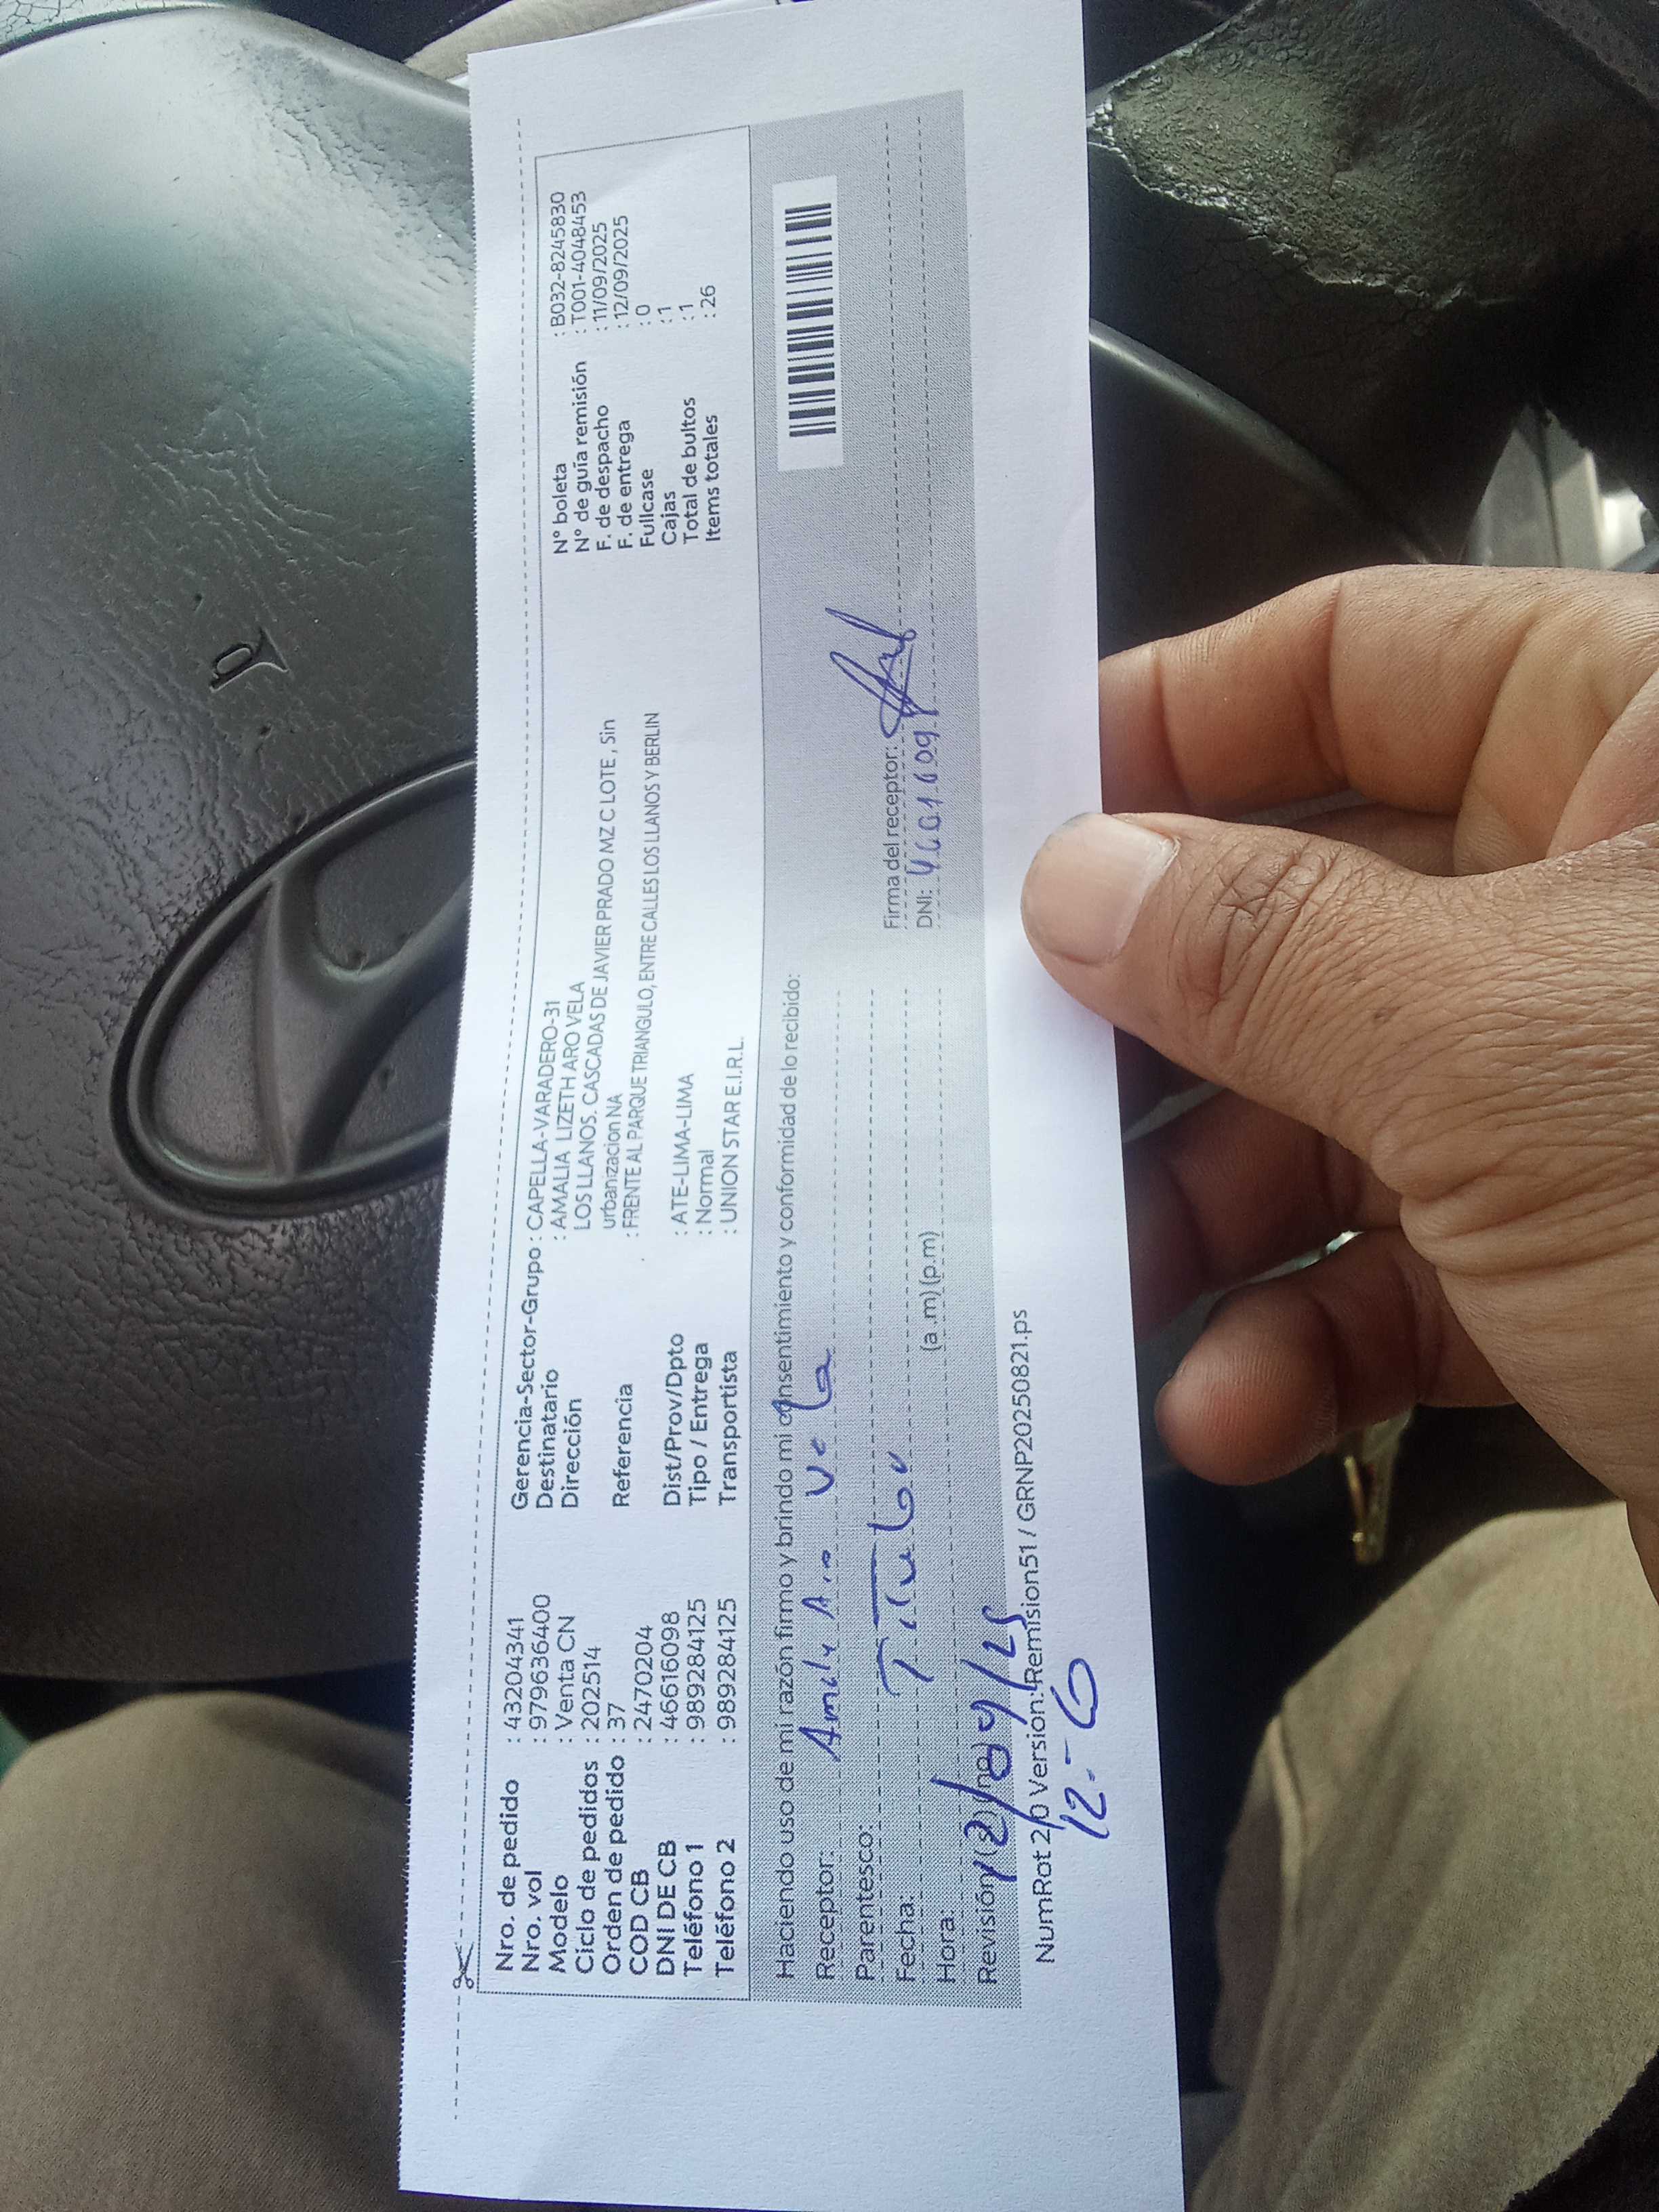 Nro. de pedido : 43204341
Nro. vol : 979636400
Modelo : Venta CN
Ciclo de pedidos : 202514
Orden de pedido : 37
COD CB : 2470204
DNI DE CB : 46616098
Teléfono 1 : 989284125
Teléfono 2 : 989284125
Gerencia-Sector-Grupo : CAPELLA-VARADERO-31
Destinatario : AMALIA LIZETH ARO VELA
Dirección LOS LLANOS. CASCADAS DE JAVIER PRADO MZ C LOTE , Sin
urbanizacion NA
Referencia : FRENTE AL PARQUE TRIANGULO, ENTRE CALLES LOS LLANOS Y BERLIN
Dist/Prov/Dpto : ATE-LIMA-LIMA
Tipo / Entrega : Normal
Transportista : UNION STAR E.I.R.L.
N° boleta : B032-8245830
N° de guía remisión : T001-4048453
F. de despacho : 11/09/2025
F. de entrega : 12/09/2025
Fullcase : 0
Cajas : 1
Total de bultos : 1
Items totales : 26
Haciendo uso de mi razón firmo y brindo mi consentimiento y conformidad de lo recibido:
Receptor: Amaly Aro Vela
Parentesco: Titular
Fecha:
Hora: (a.m) (p.m)
Revisión (si) (no) 12/09/25
Firma del receptor:
DNI:
NumRot 2/0 Version: Remision51 / GRNP20250821.ps